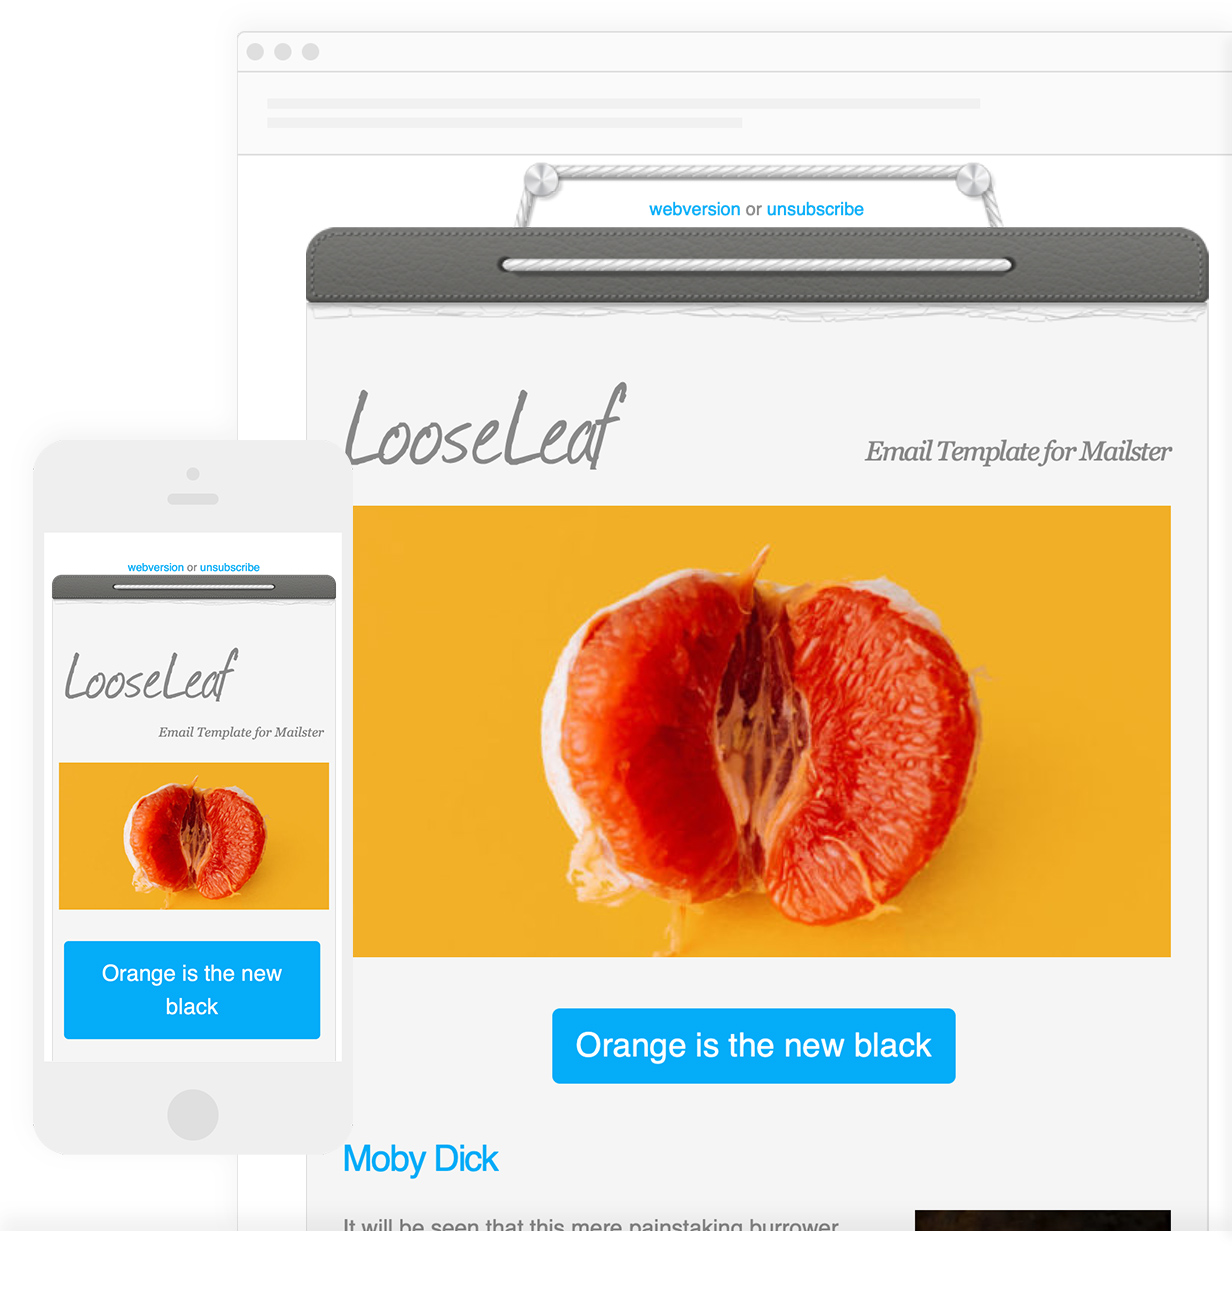 webversion or unsubscribe
LooseLeaf
Email Template for Mailster
Orange is the new black
Moby Dick
It will be seen that this mere painstaking burrower
webversion or unsubscribe
LooseLeaf
Email Template for Mailster
Orange is the new
black